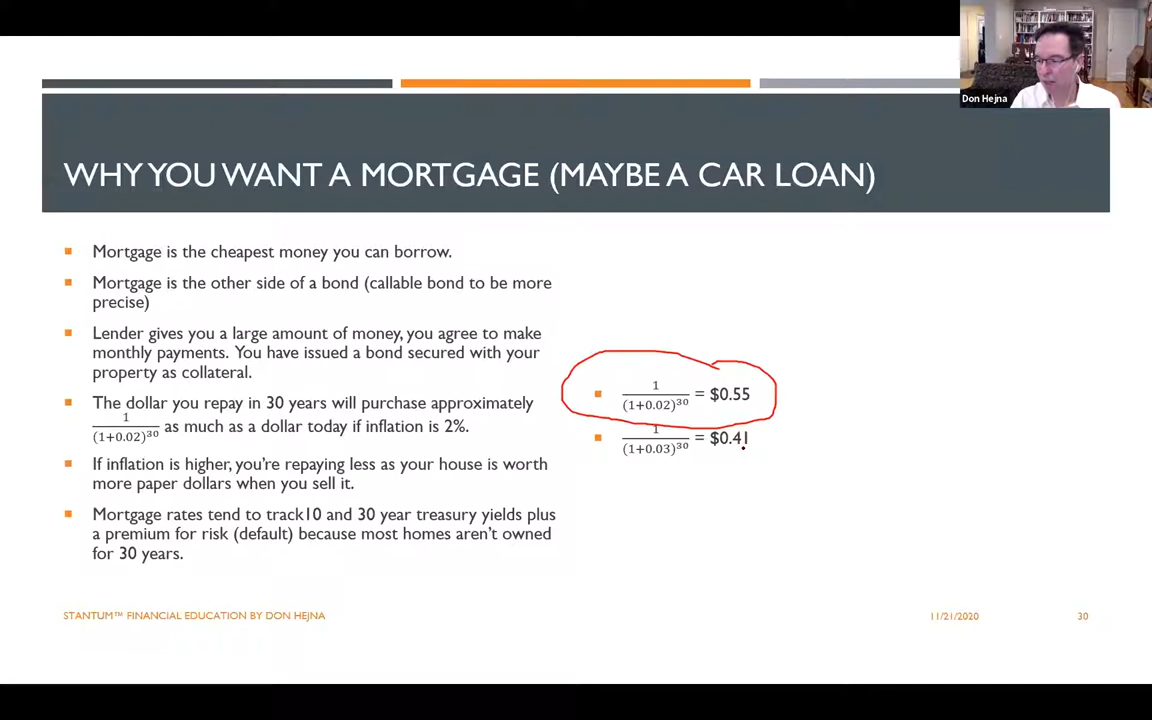 Don Hejna
WHY YOU WANT A MORTGAGE (MAYBE A CAR LOAN)
Mortgage is the cheapest money you can borrow.
Mortgage is the other side of a bond (callable bond to be more
precise)
Lender gives you a large amount of money, you agree to make
monthly payments. You have issued a bond secured with your
property as collateral.
The dollar you repay in 30 years will purchase approximately
1/(1+0.02)^30 as much as a dollar today if inflation is 2%.
If inflation is higher, you're repaying less as your house is worth
more paper dollars when you sell it.
Mortgage rates tend to track10 and 30 year treasury yields plus
a premium for risk (default) because most homes aren't owned
for 30 years.
1/(1+0.02)^30 = $0.55
1/(1+0.03)^30 = $0.41
STANTUM™ FINANCIAL EDUCATION BY DON HEJNA
11/21/2020
30